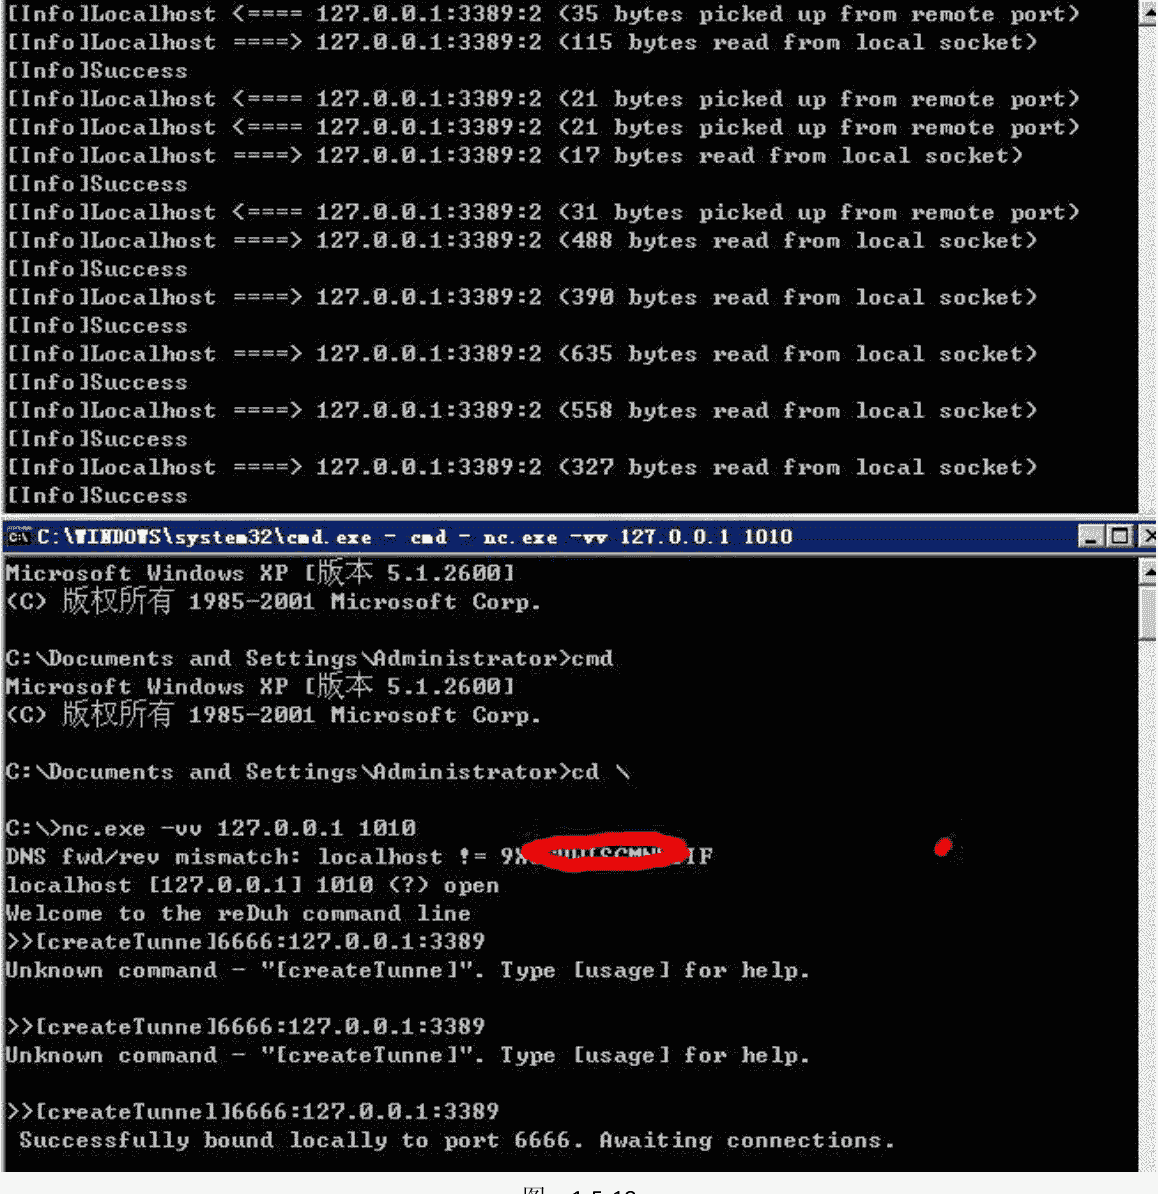 [Info]Localhost <==== 127.0.0.1:3389:2 (35 bytes picked up from remote port)
[Info]Localhost ====> 127.0.0.1:3389:2 (115 bytes read from local socket)
[Info]Success
[Info]Localhost <==== 127.0.0.1:3389:2 (21 bytes picked up from remote port)
[Info]Localhost <==== 127.0.0.1:3389:2 (21 bytes picked up from remote port)
[Info]Localhost ====> 127.0.0.1:3389:2 (17 bytes read from local socket)
[Info]Success
[Info]Localhost <==== 127.0.0.1:3389:2 (31 bytes picked up from remote port)
[Info]Localhost ====> 127.0.0.1:3389:2 (488 bytes read from local socket)
[Info]Success
[Info]Localhost ====> 127.0.0.1:3389:2 (390 bytes read from local socket)
[Info]Success
[Info]Localhost ====> 127.0.0.1:3389:2 (635 bytes read from local socket)
[Info]Success
[Info]Localhost ====> 127.0.0.1:3389:2 (558 bytes read from local socket)
[Info]Success
[Info]Localhost ====> 127.0.0.1:3389:2 (327 bytes read from local socket)
[Info]Success
C:\WINDOWS\system32\cmd.exe - cmd - nc.exe -vv 127.0.0.1 1010
Microsoft Windows XP [版本 5.1.2600]
(C) 版权所有 1985-2001 Microsoft Corp.
C:\Documents and Settings\Administrator>cmd
Microsoft Windows XP [版本 5.1.2600]
(C) 版权所有 1985-2001 Microsoft Corp.
C:\Documents and Settings\Administrator>cd \
C:\>nc.exe -vv 127.0.0.1 1010
DNS fwd/rev mismatch: localhost !=
localhost [127.0.0.1] 1010 (?) open
Welcome to the reDuh command line
>>[createTunne]6666:127.0.0.1:3389
Unknown command - "[createTunne]". Type [usage] for help.
>>[createTunne]6666:127.0.0.1:3389
Unknown command - "[createTunne]". Type [usage] for help.
>>[createTunnel]6666:127.0.0.1:3389
Successfully bound locally to port 6666. Awaiting connections.